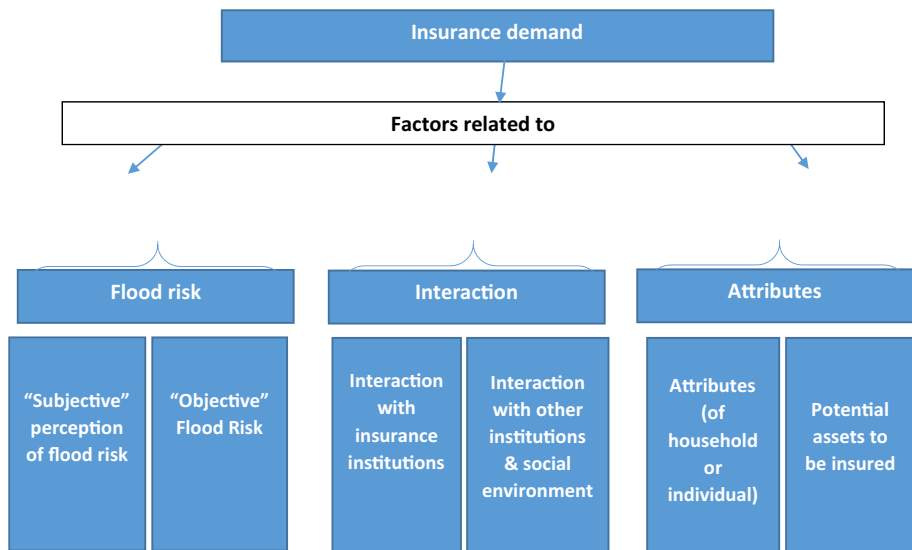 Insurance demand
Factors related to
Flood risk
Interaction
Attributes
“Subjective”
perception
of flood risk
“Objective”
Flood Risk
Interaction
with
insurance
institutions
Interaction
with other
institutions
& social
environment
Attributes
(of
household
or
individual)
Potential
assets to
be insured